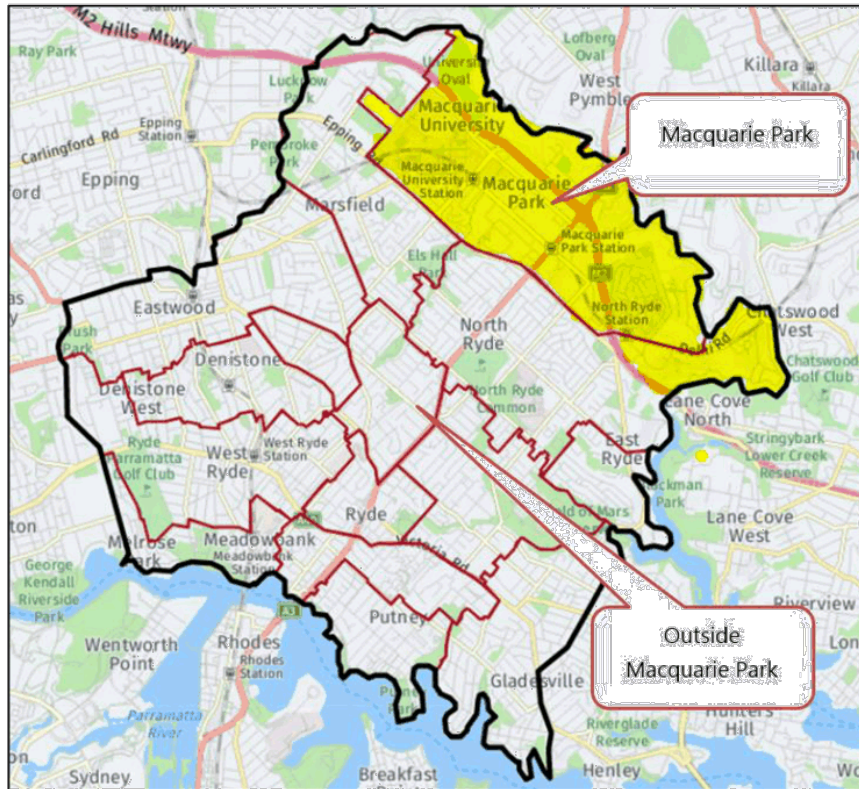 M2 Hills Mtwy
Station
Ray Park
Lofberg
Oval
Killara
Killara
University
Oval
West
Pymble
Macquarie
University
Macquarie Park
Epping
Station
Carlingford Rd
Epping
Pembroke
Park
Macquarie
University
Station
Macquarie
Park
ford
Marsfield
Macquarie
Park Station
Els Hall
Park
M2
North Ryde
Station
Eastwood
North
Ryde
Chatswood
West
Denistone
Chatswood
Golf Club
Denistone
West
North Ryde
Common
Lane Cove
North
East
Ryde
Stringybark
Lower Creek
Reserve
Ryde
Parramatta
Golf Club
West
Ryde
West Ryde
Station
Lane Cove
West
Ryde
Meadowbank
Meadowbank
Station
Melrose
Park
Victoria Rd
George
Kendall
Riverside
Park
A3
Putney
Riverview
Outside
Macquarie Park
Wentworth
Point
Rhodes
Rhodes
Station
Gladesville
Parramatta
River
Riverglade
Reserve
Hunters
Hill
Sydney
Breakfast
Henley